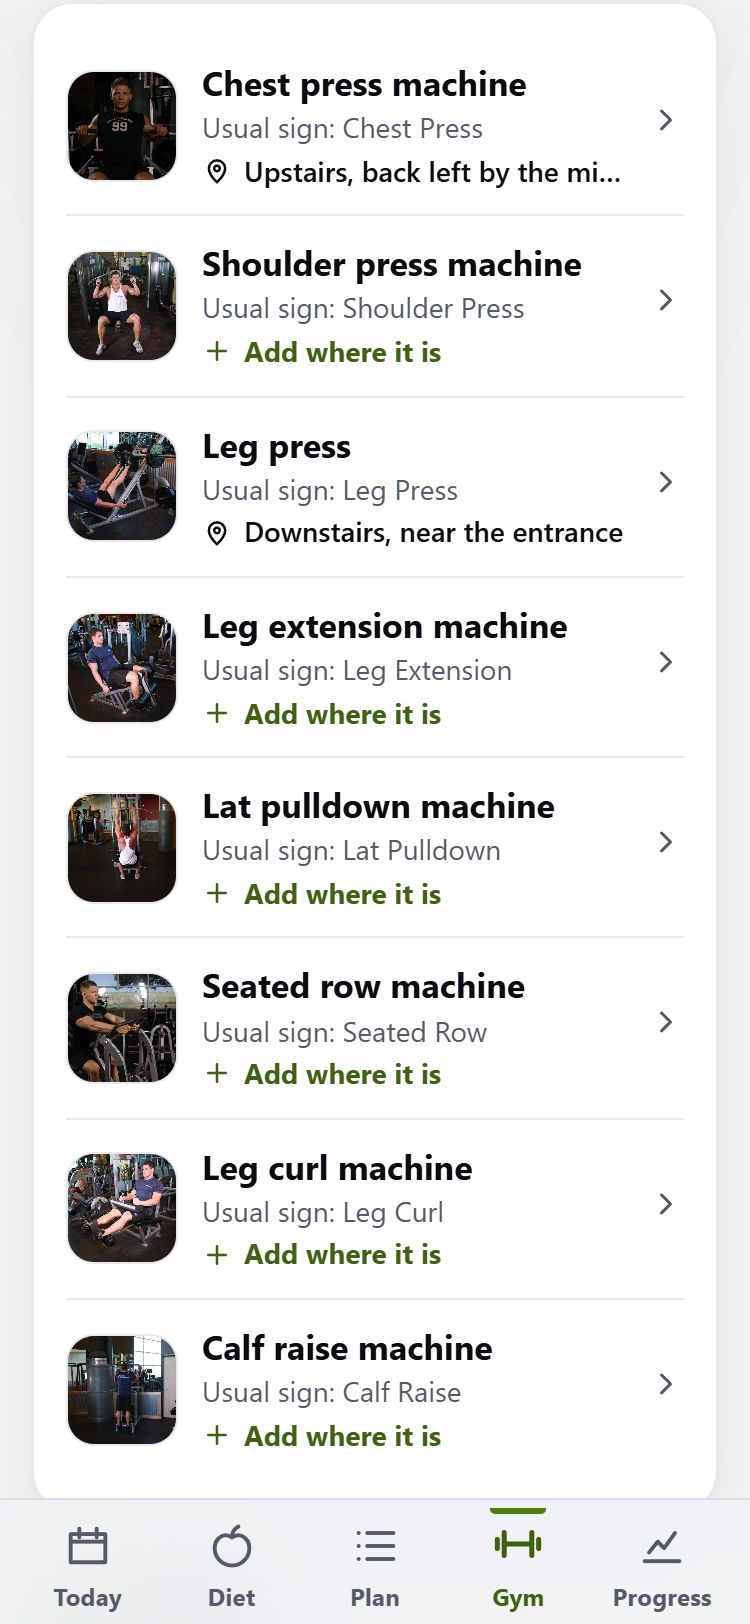 Chest press machine
Usual sign: Chest Press
Upstairs, back left by the mi...
Shoulder press machine
Usual sign: Shoulder Press
+ Add where it is
Leg press
Usual sign: Leg Press
Downstairs, near the entrance
Leg extension machine
Usual sign: Leg Extension
+ Add where it is
Lat pulldown machine
Usual sign: Lat Pulldown
+ Add where it is
Seated row machine
Usual sign: Seated Row
+ Add where it is
Leg curl machine
Usual sign: Leg Curl
+ Add where it is
Calf raise machine
Usual sign: Calf Raise
+ Add where it is
Today Diet Plan Gym Progress